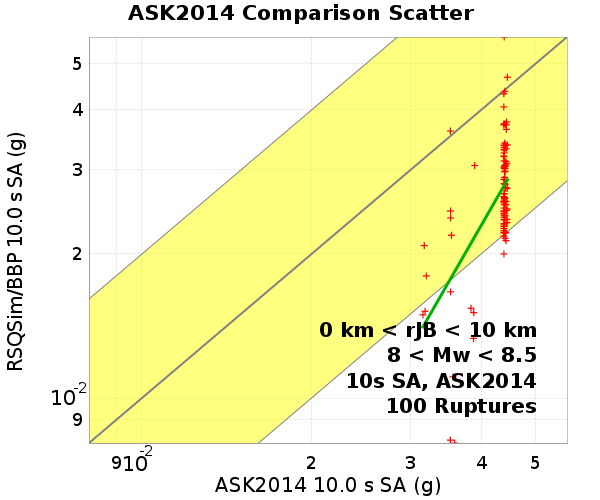 ASK2014 Comparison Scatter
RSQSim/BBP 10.0 s SA (g)
5
4
3
2
10-2
9
0 km < rJB < 10 km
8 < Mw < 8.5
10s SA, ASK2014
100 Ruptures
9 10-2 2 3 4 5
ASK2014 10.0 s SA (g)